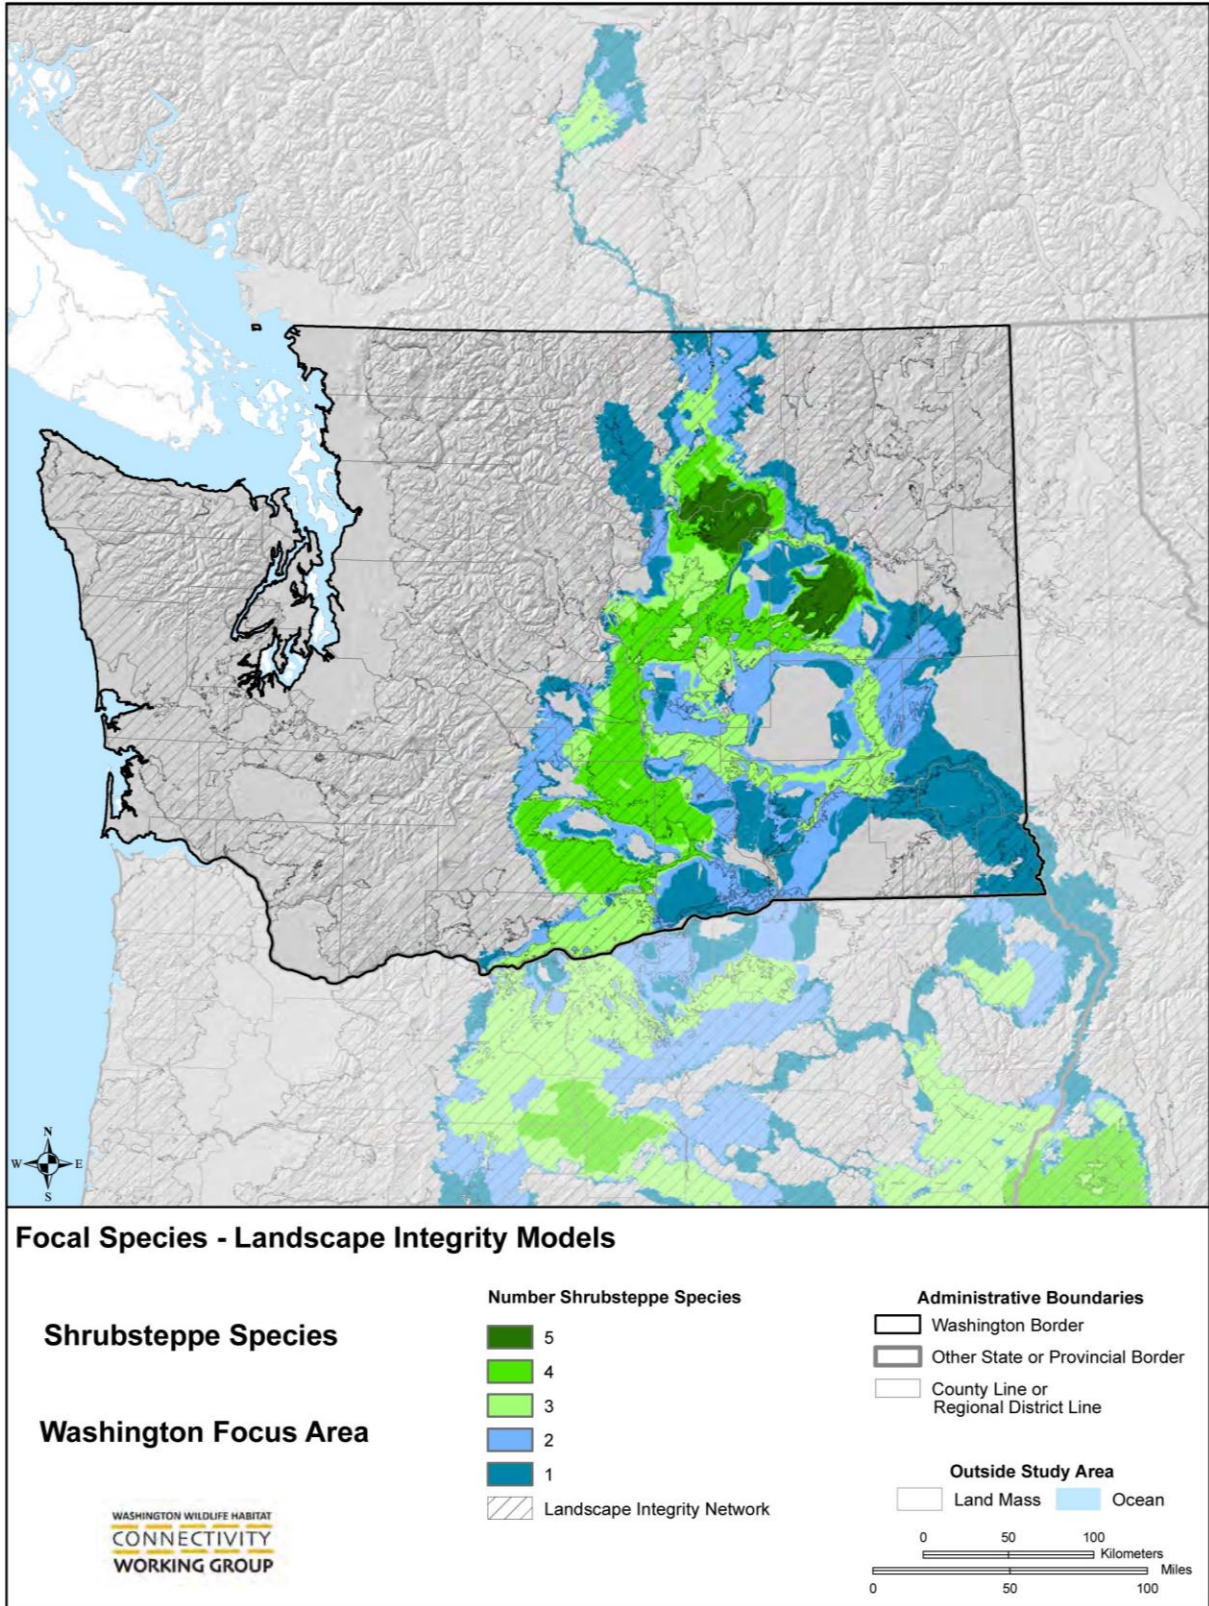 N
W E
S
Focal Species - Landscape Integrity Models
Shrubsteppe Species
Washington Focus Area
WASHINGTON WILDLIFE HABITAT
CONNECTIVITY
WORKING GROUP
Number Shrubsteppe Species
5
4
3
2
1
Landscape Integrity Network
Administrative Boundaries
Washington Border
Other State or Provincial Border
County Line or
Regional District Line
Outside Study Area
Land Mass Ocean
0 50 100
Kilometers
Miles
0 50 100